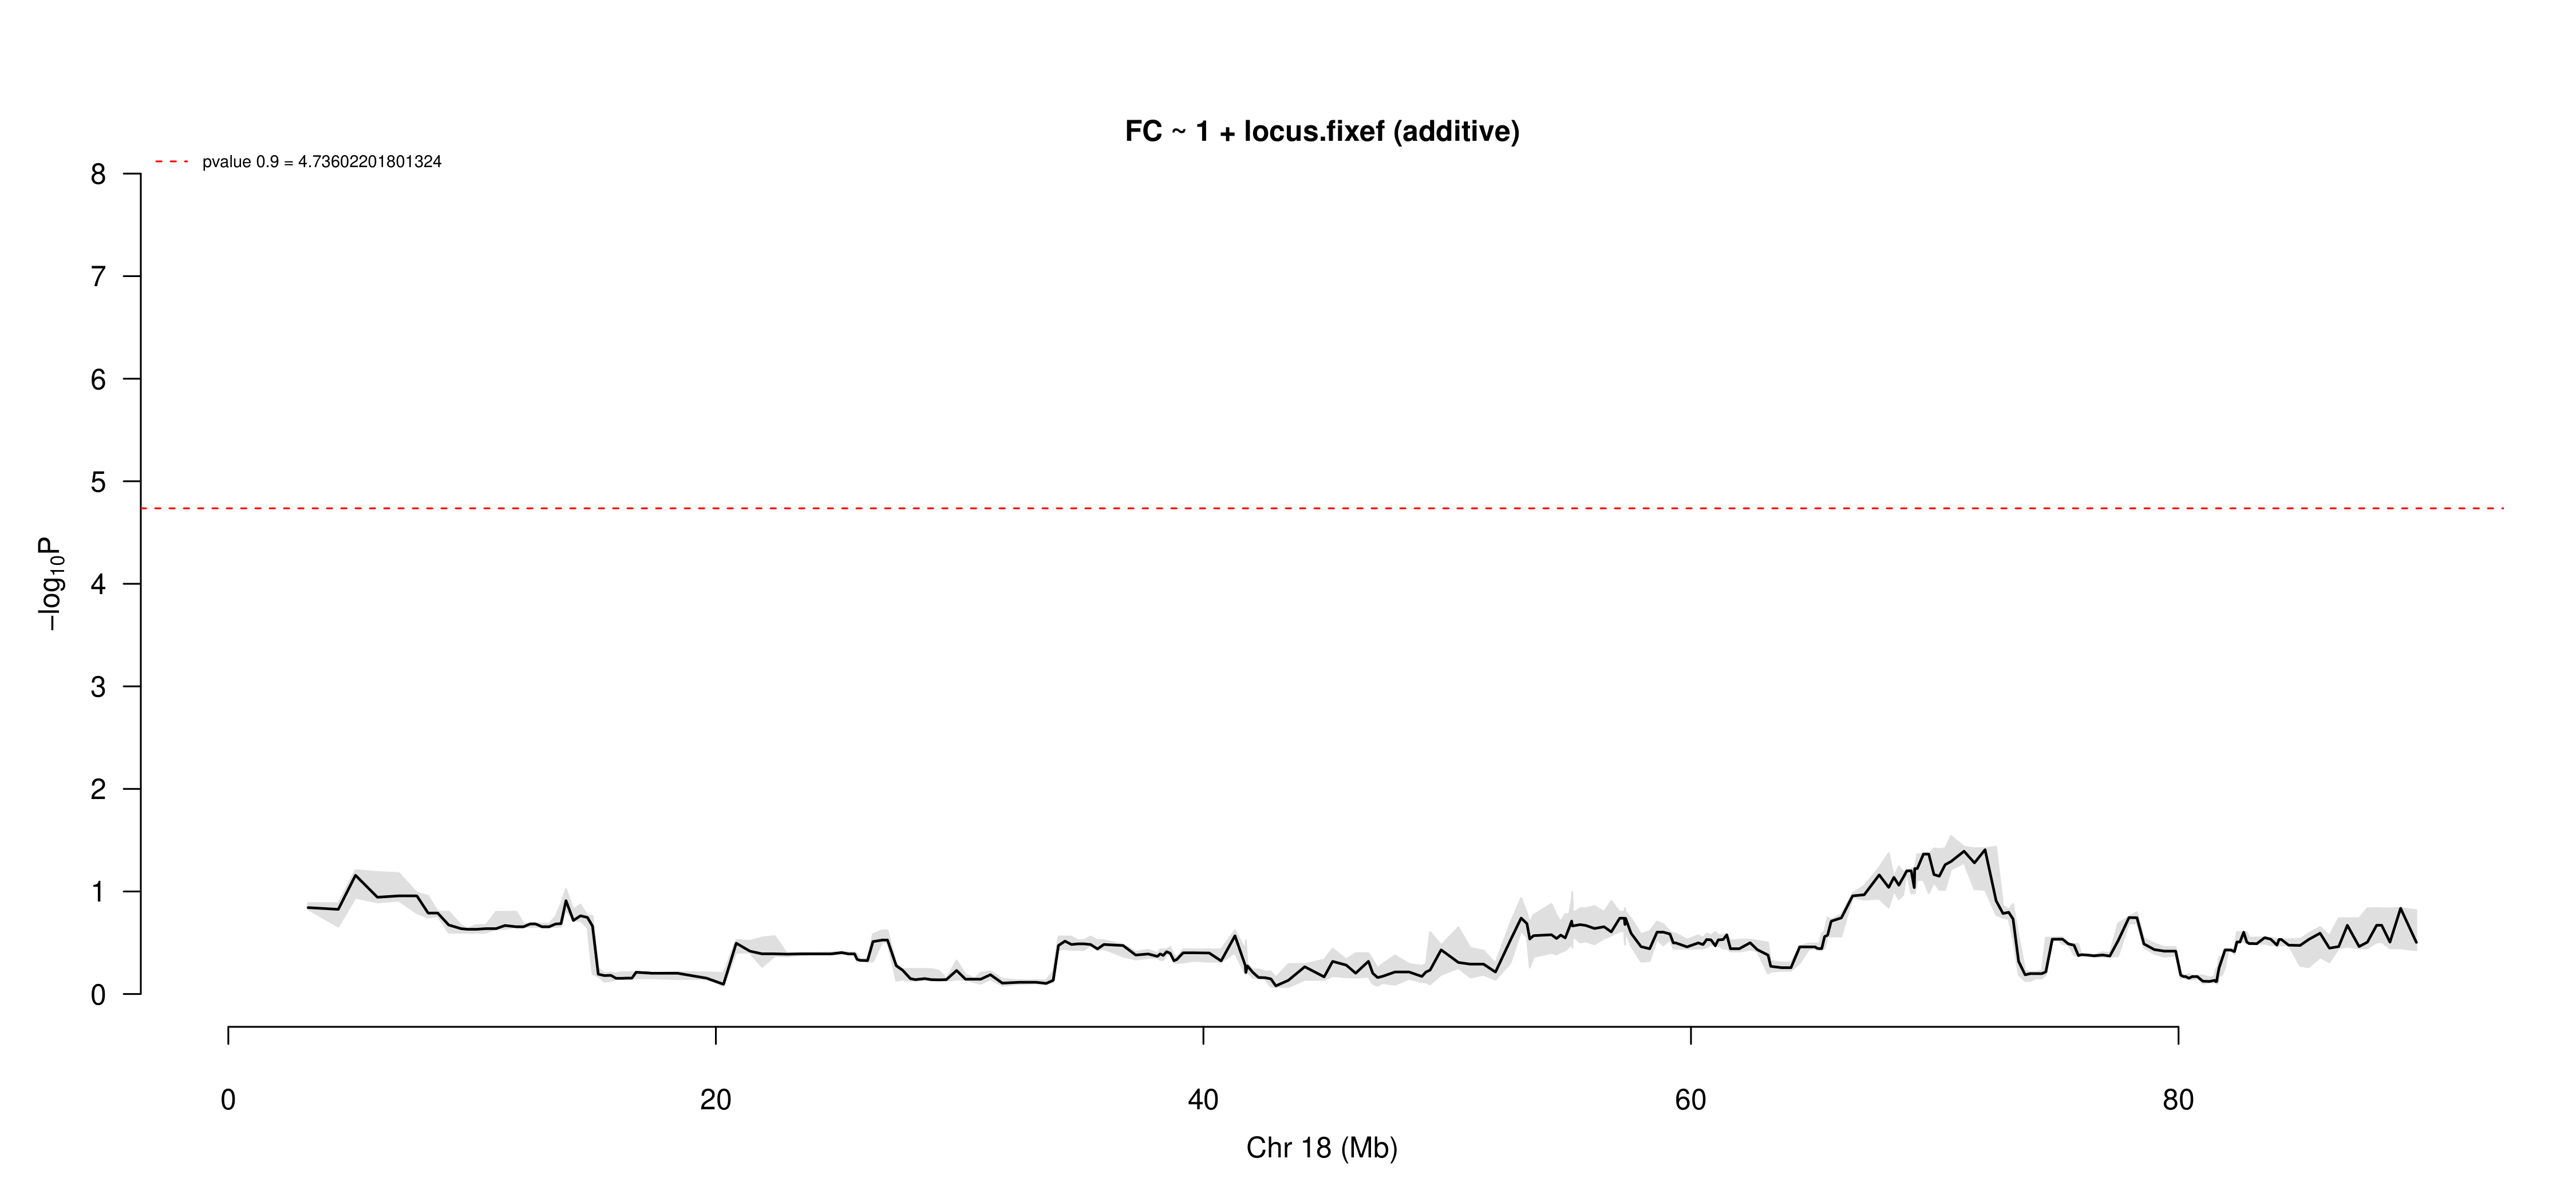 FC ~ 1 + locus.fixef (additive)
pvalue 0.9 = 4.73602201801324
8
7
6
5
4
3
2
1
0
−log10P
0 20 40 60 80
Chr 18 (Mb)